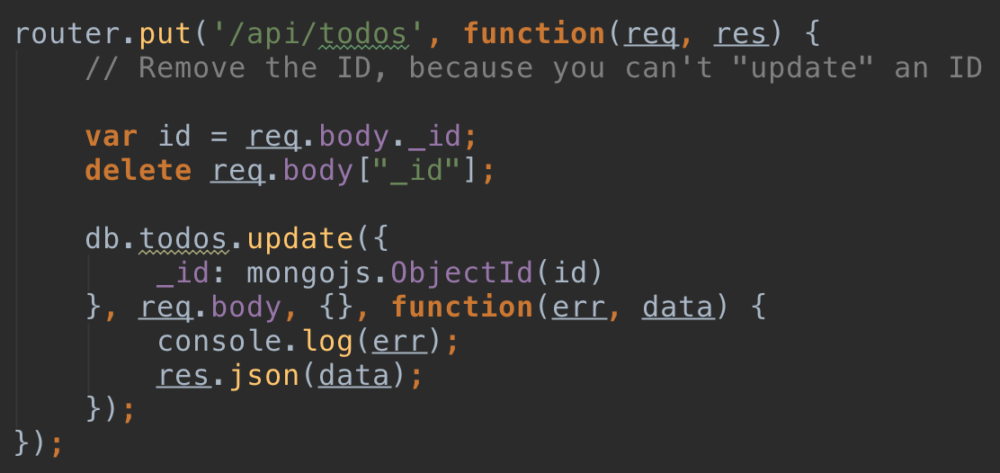 router.put('/api/todos', function(req, res) {
    // Remove the ID, because you can't "update" an ID

    var id = req.body._id;
    delete req.body["_id"];

    db.todos.update({
        _id: mongojs.ObjectId(id)
    }, req.body, {}, function(err, data) {
        console.log(err);
        res.json(data);
    });
});